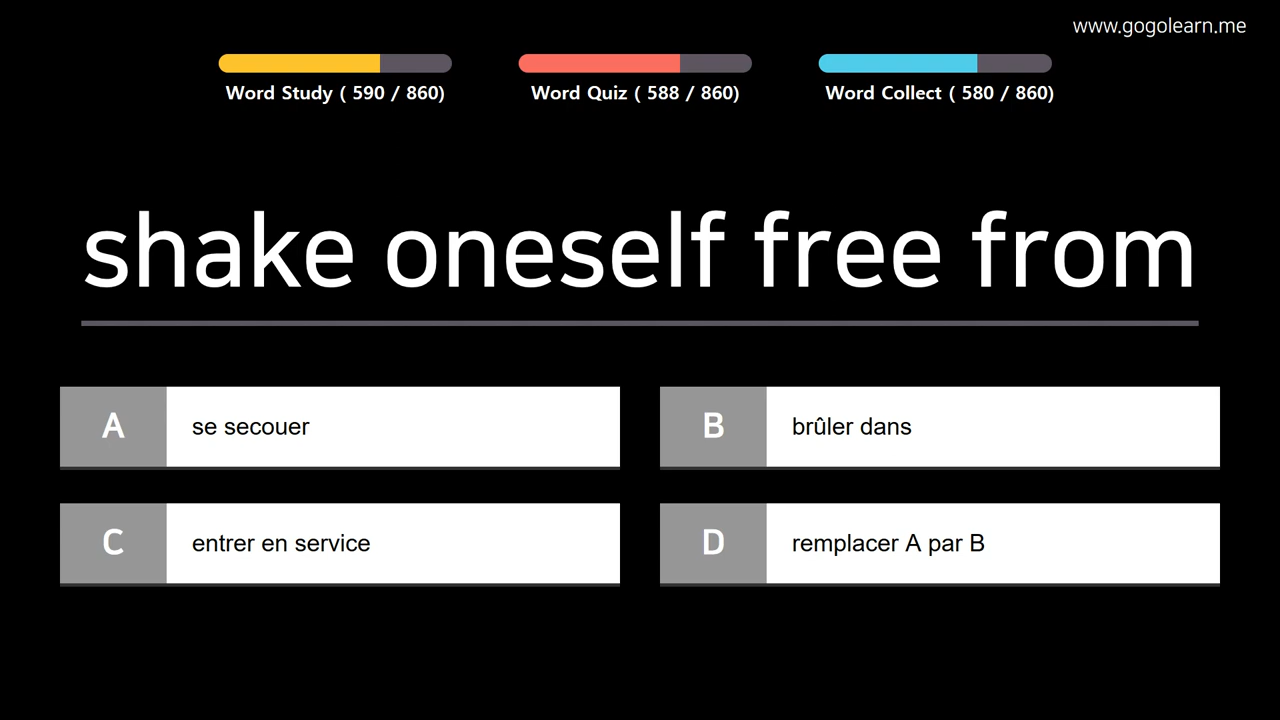 www.gogolearn.me
Word Study ( 590 / 860)
Word Quiz ( 588 / 860)
Word Collect ( 580 / 860)
shake oneself free from
A
se secouer
B
brûler dans
C
entrer en service
D
remplacer A par B